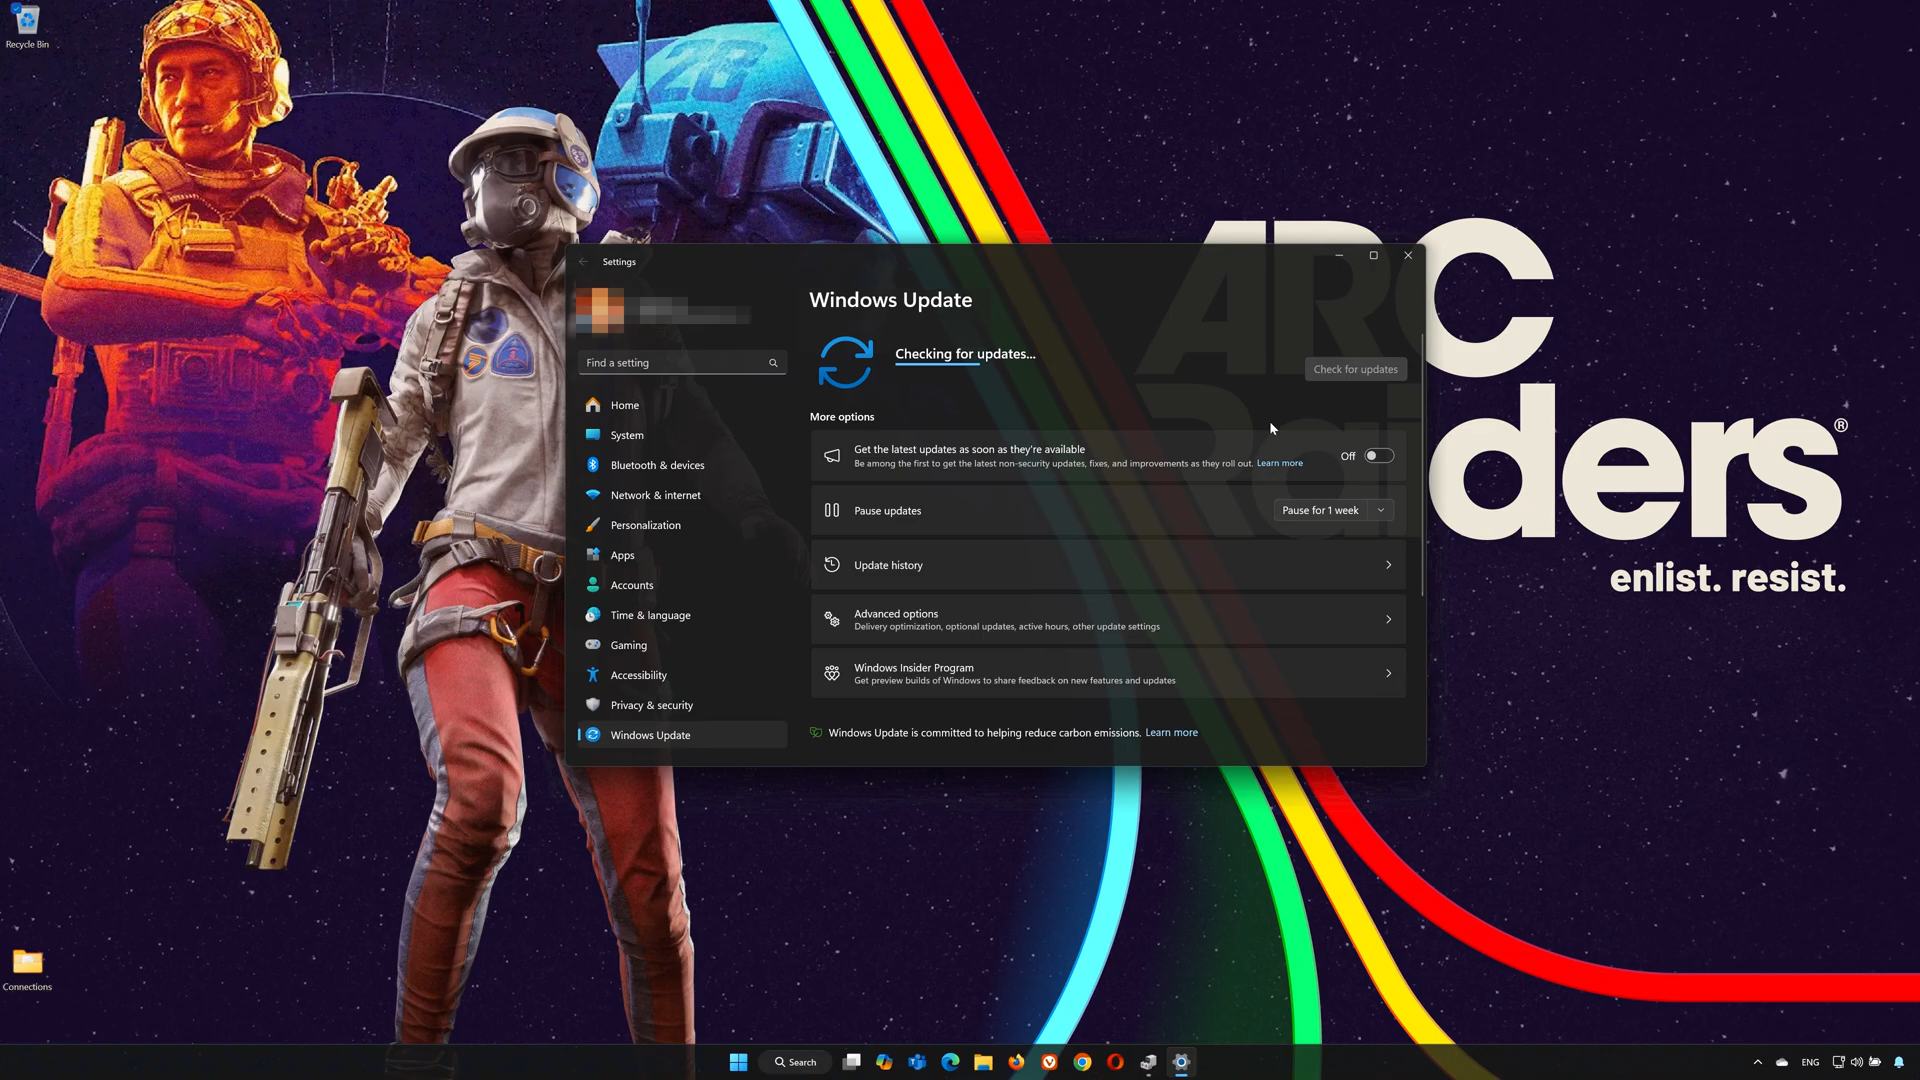 Recycle Bin
28
ARC
Raiders®
enlist. resist.
Settings
Find a setting
Home
System
Bluetooth & devices
Network & internet
Personalization
Apps
Accounts
Time & language
Gaming
Accessibility
Privacy & security
Windows Update
Windows Update
Checking for updates...
Check for updates
More options
Get the latest updates as soon as they're available
Be among the first to get the latest non-security updates, fixes, and improvements as they roll out. Learn more
Off
Pause updates
Pause for 1 week
Update history
Advanced options
Delivery optimization, optional updates, active hours, other update settings
Windows Insider Program
Get preview builds of Windows to share feedback on new features and updates
Windows Update is committed to helping reduce carbon emissions. Learn more
Connections
Search
ENG